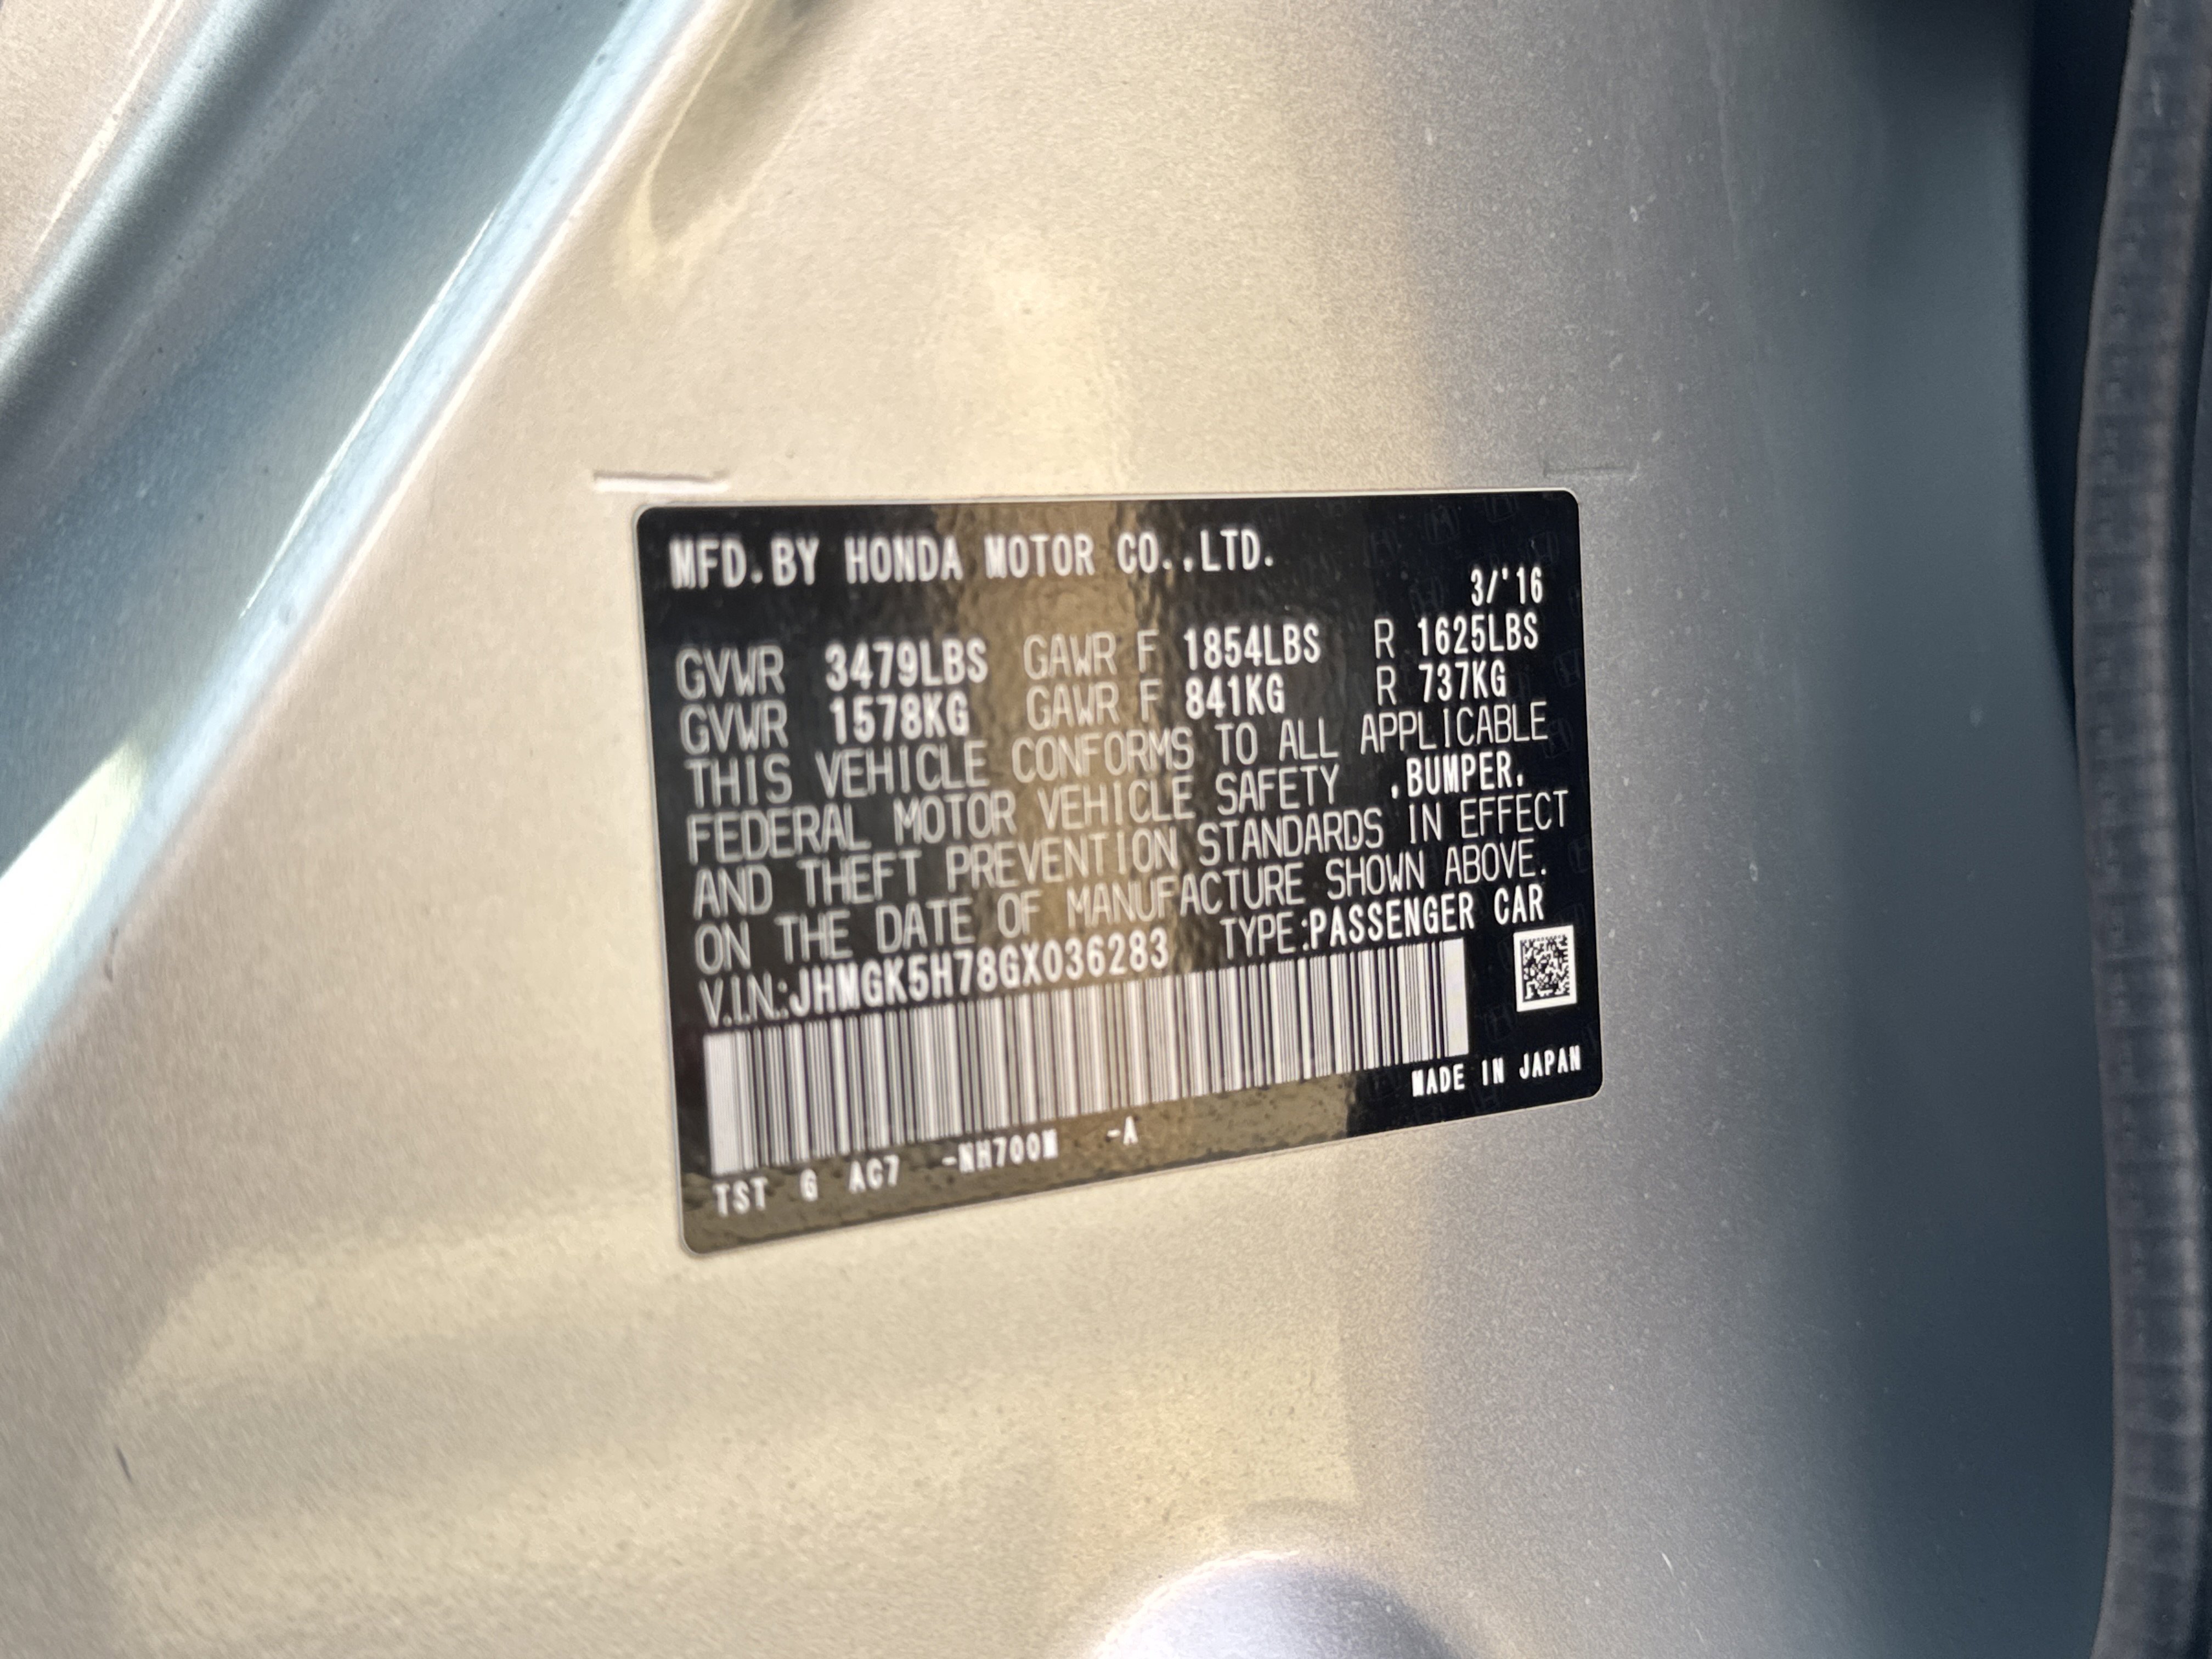 MFD.BY HONDA MOTOR CO.,LTD.
3/'16
GVWR 3479LBS GAWR F 1854LBS R 1625LBS
GVWR 1578KG GAWR F 841KG R 737KG
THIS VEHICLE CONFORMS TO ALL APPLICABLE
FEDERAL MOTOR VEHICLE SAFETY ,BUMPER,
AND THEFT PREVENTION STANDARDS IN EFFECT
ON THE DATE OF MANUFACTURE SHOWN ABOVE.
V.I.N.:JHMGK5H78GX036283 TYPE:PASSENGER CAR
MADE IN JAPAN
TST G AC7 -NH700M -A